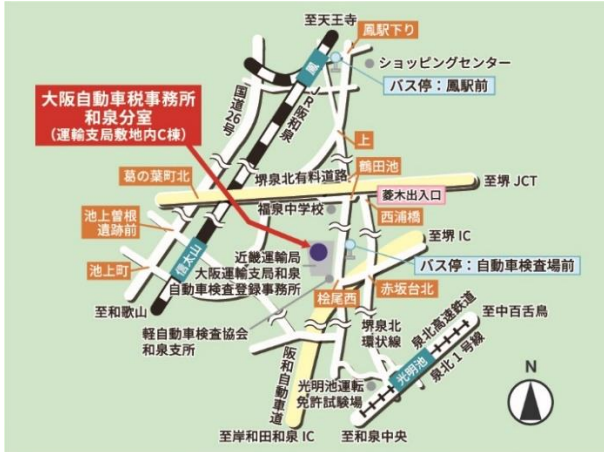 至天王寺
鳳駅下り
ショッピングセンター
鳳
バス停：鳳駅前
大阪自動車税事務所
和泉分室
（運輸支局敷地内C棟）
国道26号
JR阪和泉
上
鶴田池
葛の葉町北
堺泉北有料道路
至堺 JCT
菱木出入口
福泉中学校
西浦橋
池上曽根
遺跡前
至堺 IC
信太山
近畿運輸局
大阪運輸支局和泉
自動車検査登録事務所
バス停：自動車検査場前
池上町
桧尾西
赤坂台北
至和歌山
軽自動車検査協会
和泉支所
堺泉北
環状線
泉北高速鉄道
至中百舌鳥
阪和自動車道
光明池
泉北1号線
光明池運転
免許試験場
N
至岸和田和泉 IC
至和泉中央